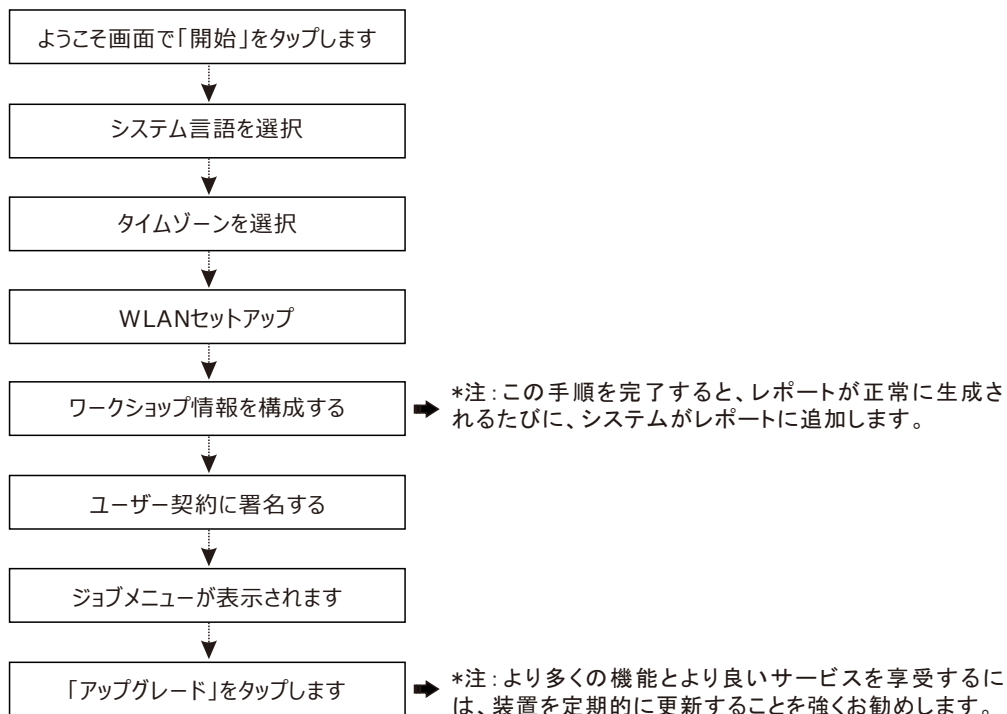 ようこそ画面で「開始」をタップします
システム言語を選択
タイムゾーンを選択
WLANセットアップ
ワークショップ情報を構成する
*注:この手順を完了すると、レポートが正常に生成さ
れるたびに、システムがレポートに追加します。
ユーザー契約に署名する
ジョブメニューが表示されます
「アップグレード」をタップします
*注:より多くの機能とより良いサービスを享受するに
は、装置を定期的に更新することを強くお勧めします。